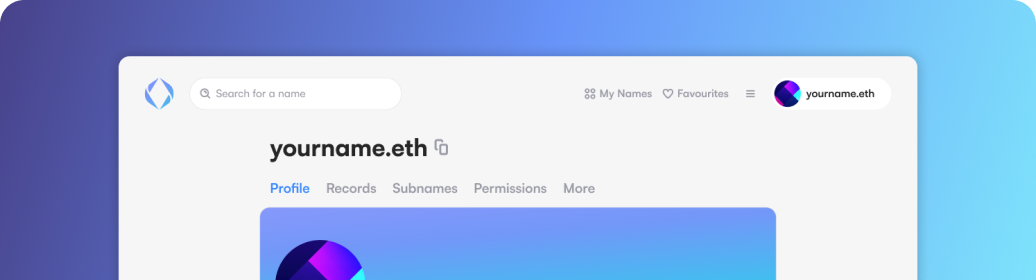 Search for a name
My Names Favourites yourname.eth
yourname.eth
Profile Records Subnames Permissions More